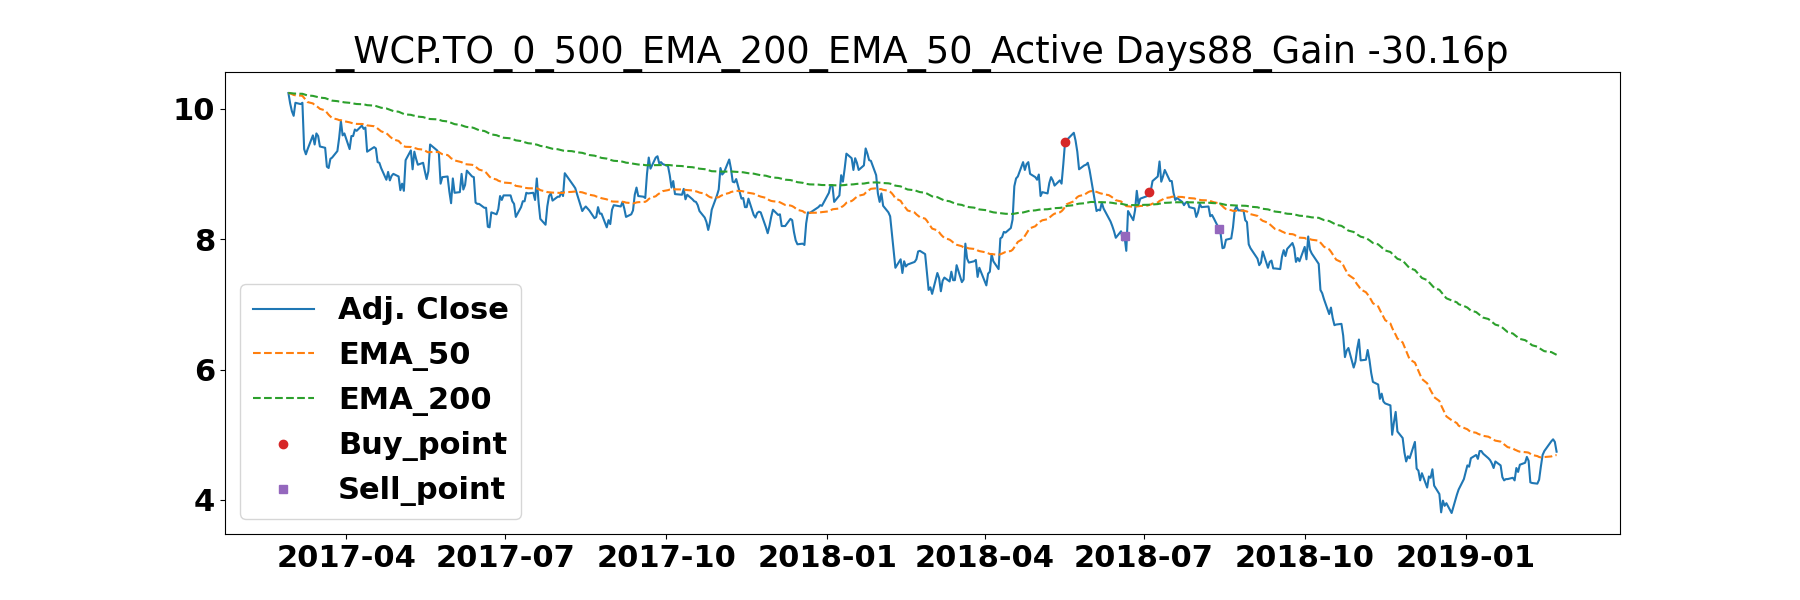 _WCP.TO_0_500_EMA_200_EMA_50_Active Days88_Gain -30.16p
10
8
6
4
Adj. Close
EMA_50
EMA_200
Buy_point
Sell_point
2017-04 2017-07 2017-10 2018-01 2018-04 2018-07 2018-10 2019-01